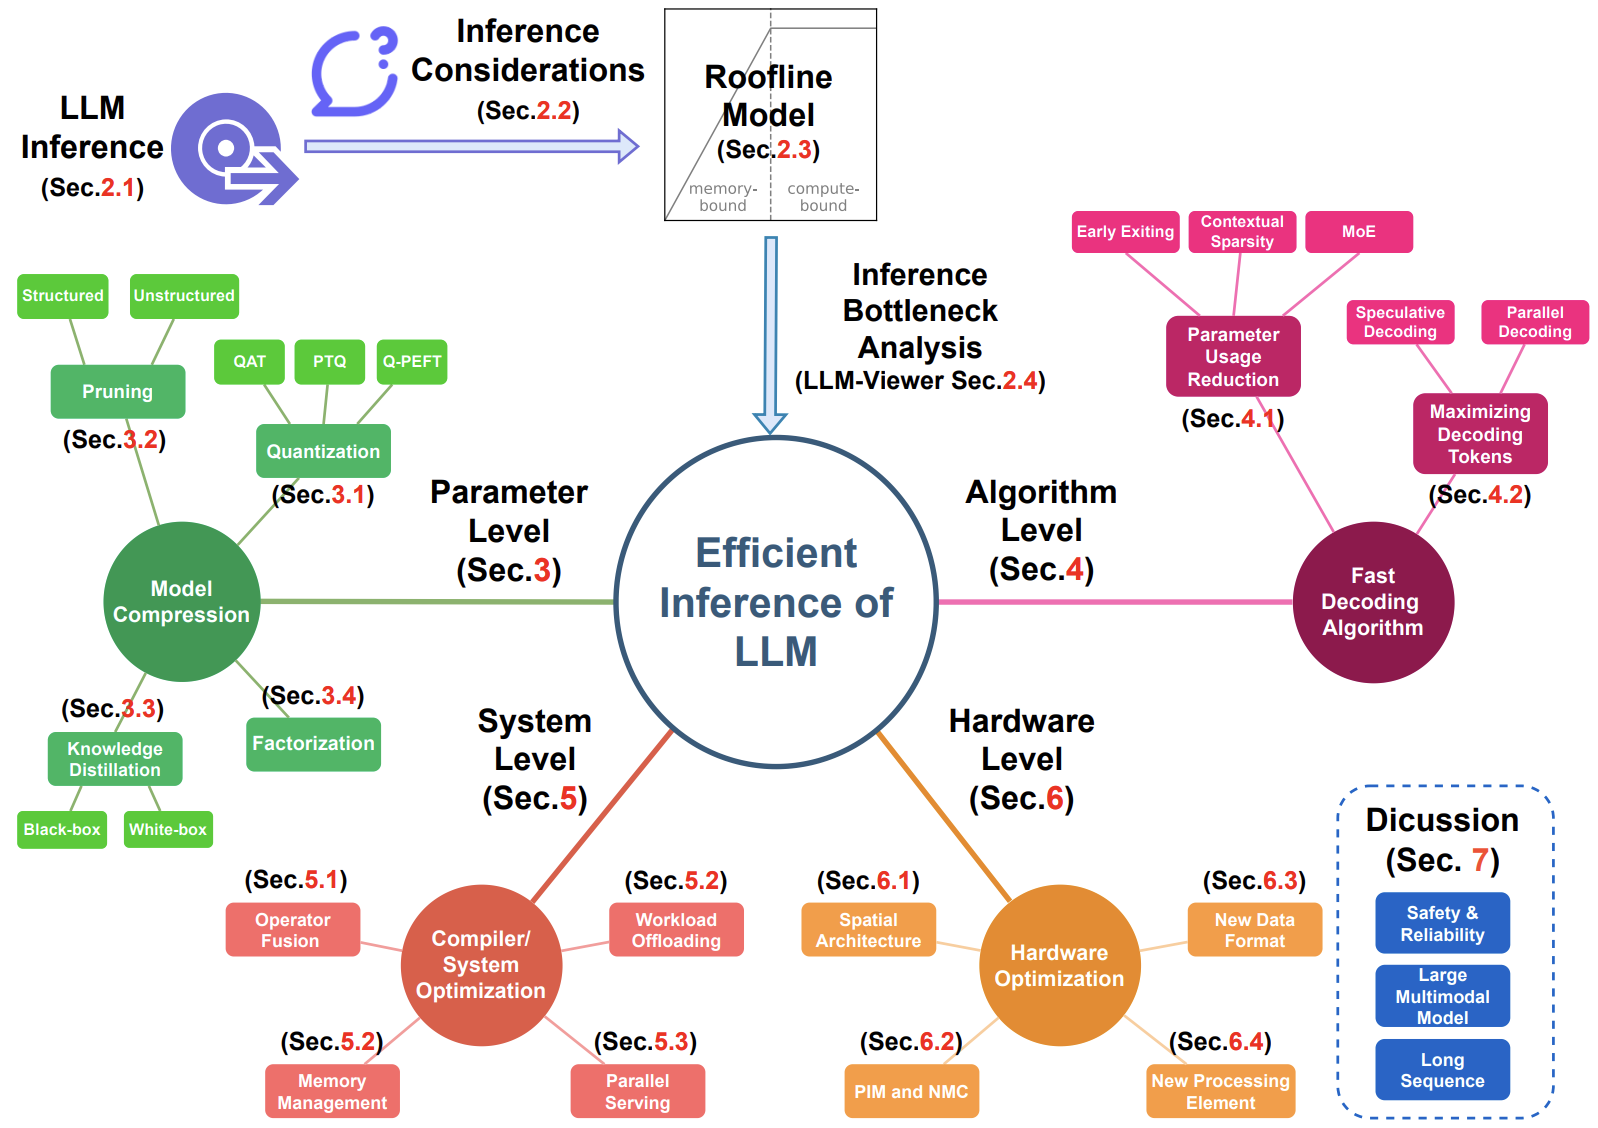 LLM
Inference
(Sec.2.1)
Inference
Considerations
(Sec.2.2)
Roofline
Model
(Sec.2.3)
memory-
bound
compute-
bound
Inference
Bottleneck
Analysis
(LLM-Viewer Sec.2.4)
Structured
Unstructured
Pruning
(Sec.3.2)
QAT
PTQ
Q-PEFT
Quantization
(Sec.3.1)
Model
Compression
(Sec.3.3)
Knowledge
Distillation
Black-box
White-box
(Sec.3.4)
Factorization
Parameter
Level
(Sec.3)
Efficient
Inference of
LLM
Algorithm
Level
(Sec.4)
Early Exiting
Contextual
Sparsity
MoE
Parameter
Usage
Reduction
(Sec.4.1)
Speculative
Decoding
Parallel
Decoding
Maximizing
Decoding
Tokens
(Sec.4.2)
Fast
Decoding
Algorithm
System
Level
(Sec.5)
(Sec.5.1)
Operator
Fusion
(Sec.5.2)
Workload
Offloading
Compiler/
System
Optimization
(Sec.5.2)
Memory
Management
(Sec.5.3)
Parallel
Serving
Hardware
Level
(Sec.6)
(Sec.6.1)
Spatial
Architecture
(Sec.6.3)
New Data
Format
Hardware
Optimization
(Sec.6.2)
PIM and NMC
(Sec.6.4)
New Processing
Element
Dicussion
(Sec. 7)
Safety &
Reliability
Large
Multimodal
Model
Long
Sequence